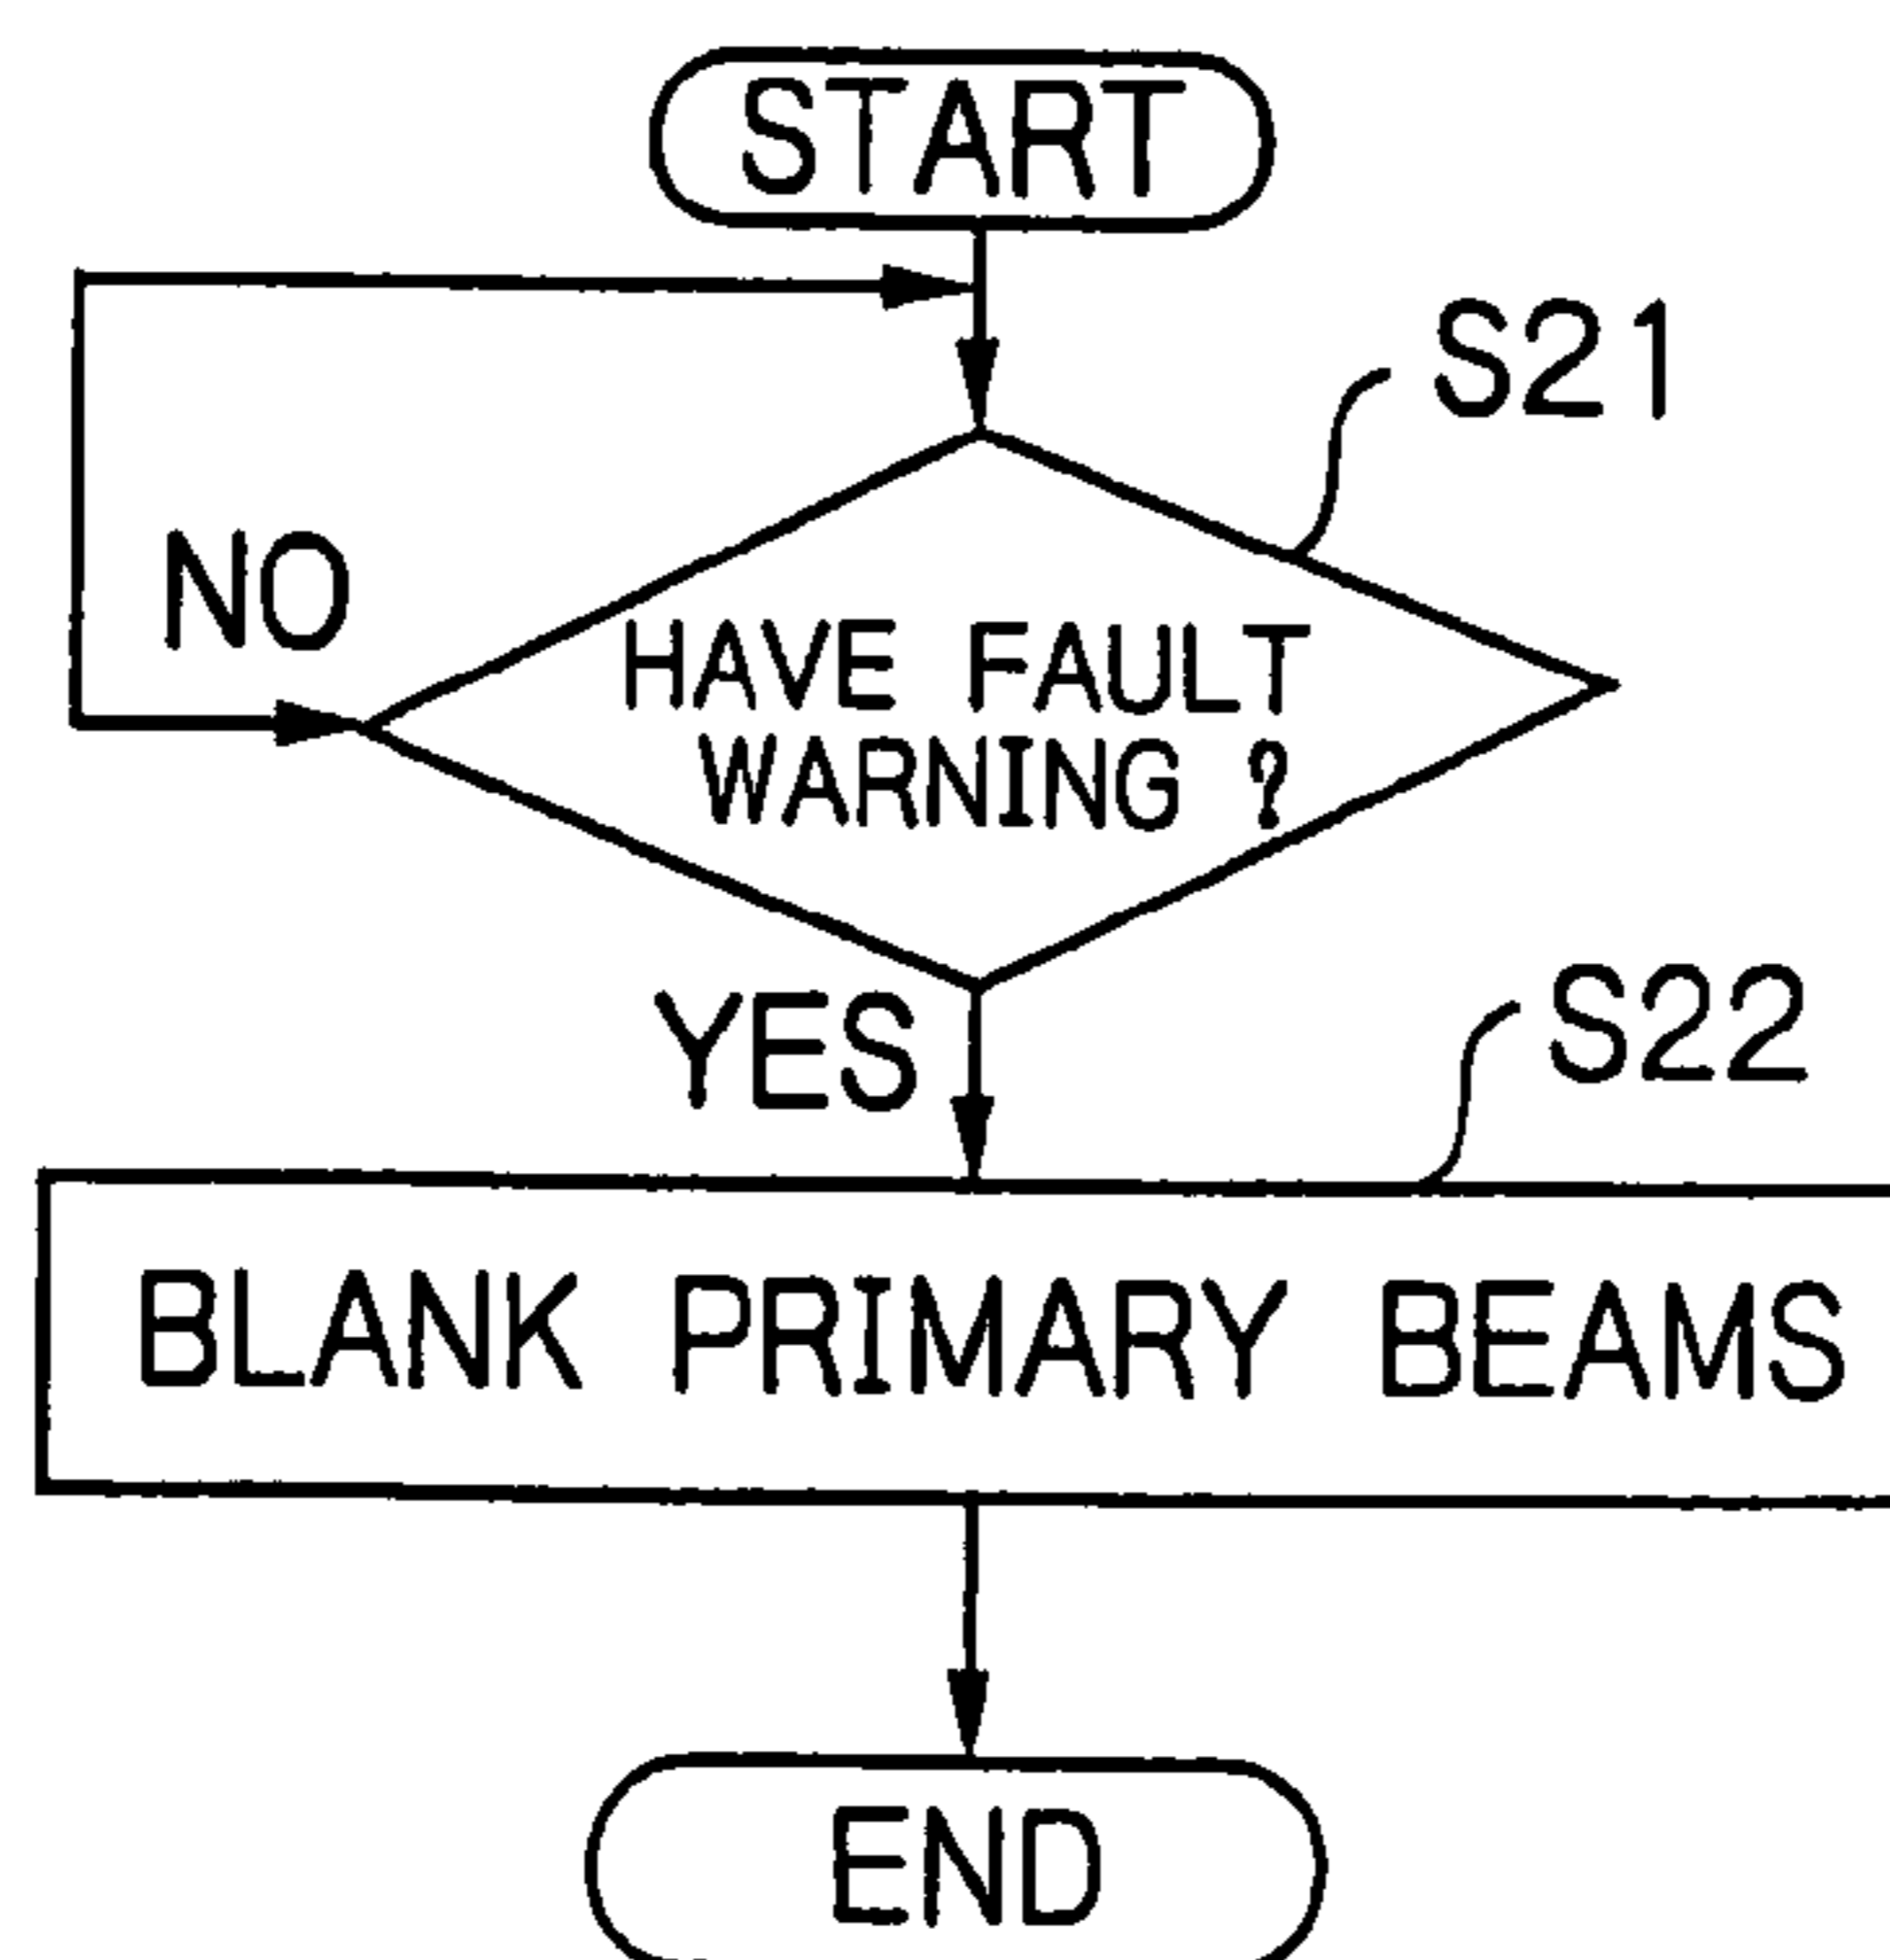 START
S21
NO
HAVE FAULT
WARNING ?
YES
S22
BLANK PRIMARY BEAMS
END